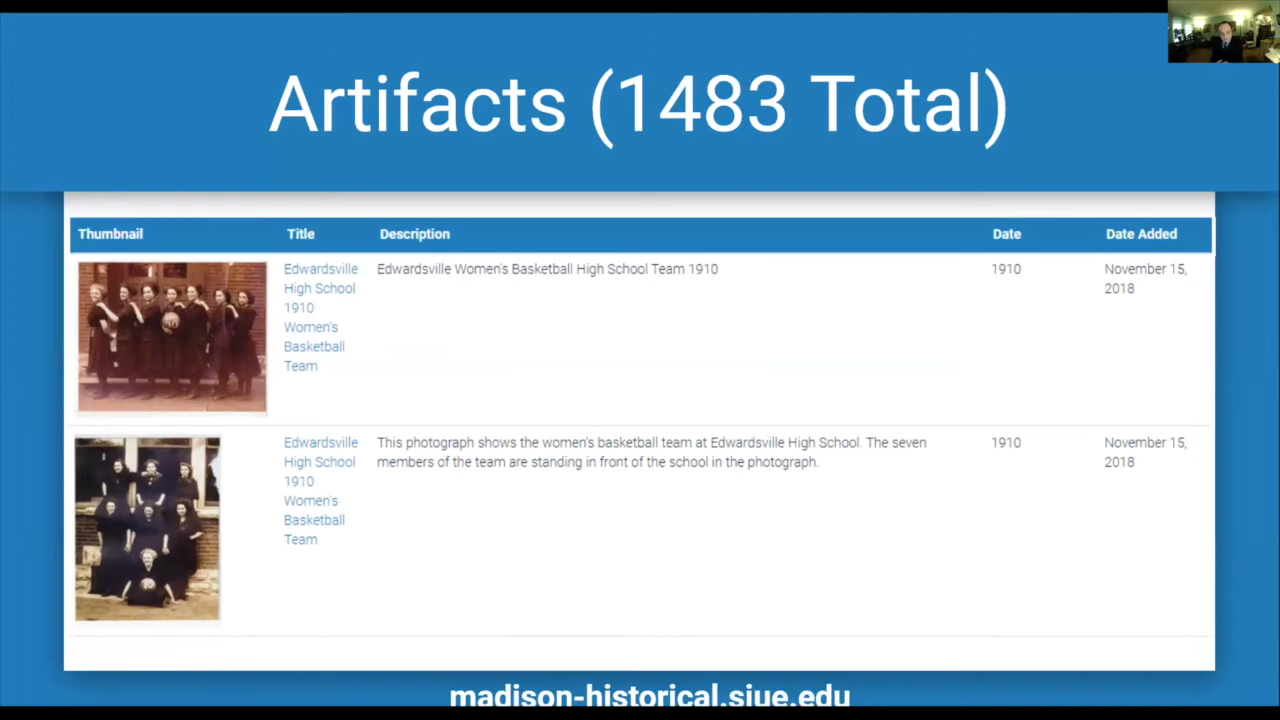 Artifacts (1483 Total)
Thumbnail Title Description Date Date Added
Edwardsville High School 1910 Women's Basketball Team
Edwardsville Women's Basketball High School Team 1910
1910
November 15, 2018
Edwardsville High School 1910 Women's Basketball Team
This photograph shows the women's basketball team at Edwardsville High School. The seven
members of the team are standing in front of the school in the photograph.
1910
November 15, 2018
madison-historical.siue.edu